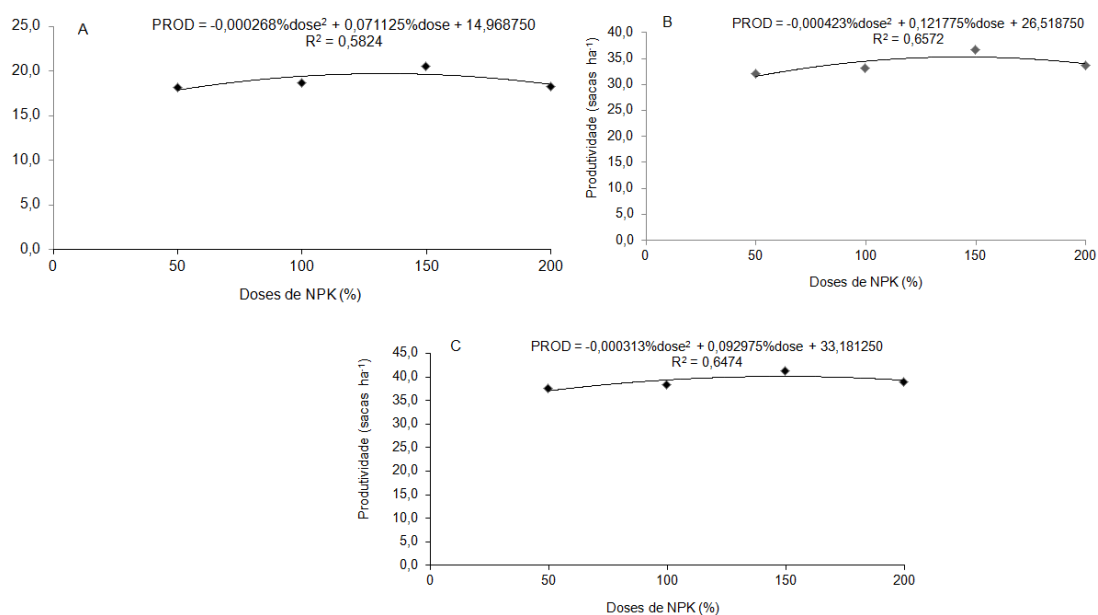 A
PROD = -0,000268%dose² + 0,071125%dose + 14,968750
R² = 0,5824
25,0
20,0
15,0
10,0
5,0
0,0
0 50 100 150 200
Doses de NPK (%)
B
PROD = -0,000423%dose² + 0,121775%dose + 26,518750
R² = 0,6572
Produtividade (sacas ha⁻¹)
40,0
35,0
30,0
25,0
20,0
15,0
10,0
5,0
0,0
0 50 100 150 200
Doses de NPK (%)
C
PROD = -0,000313%dose² + 0,092975%dose + 33,181250
R² = 0,6474
Produtividade (sacas ha⁻¹)
45,0
40,0
35,0
30,0
25,0
20,0
15,0
10,0
5,0
0,0
0 50 100 150 200
Doses de NPK (%)